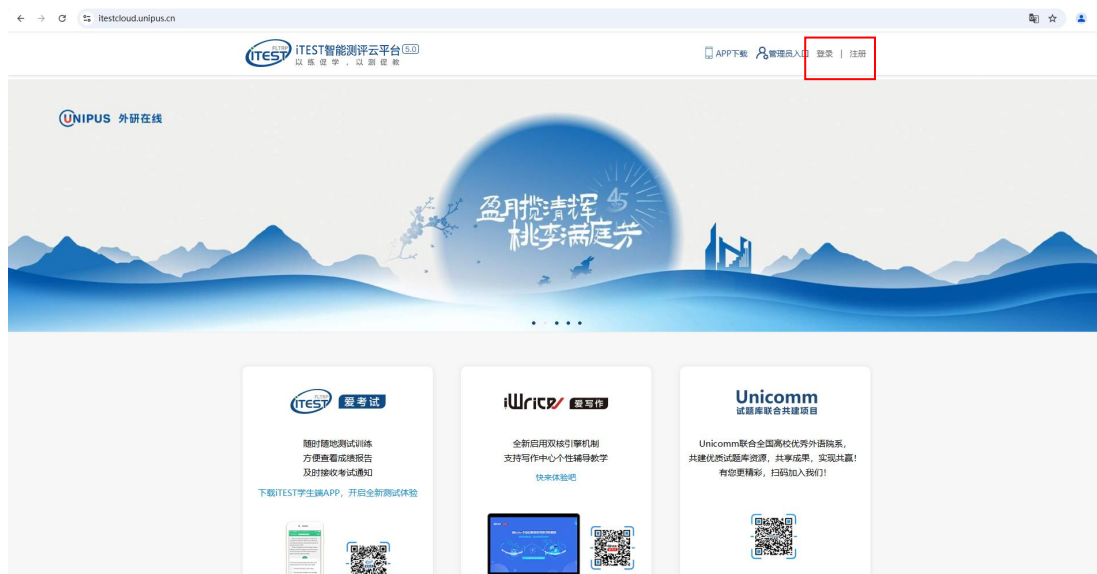 itestcloud.unipus.cn
FLTRP
iTEST iTEST智能测评云平台 5.0
以练促学,以测促教
APP下载 管理员入口 登录 | 注册
UNIPUS 外研在线
盈月揽清辉 45
桃李满庭芳
FLTRP
iTEST 爱考试
随时随地测试训练
方便查看成绩报告
及时接收考试通知
下载iTEST学生端APP,开启全新测试体验
iWrite 爱写作
全新启用双核引擎机制
支持写作中心个性辅导教学
快来体验吧
Unicomm
试题库联合共建项目
Unicomm联合全国高校优秀外语院系,
共建优质试题库资源,共享成果,实现共赢!
有您更精彩,扫码加入我们!